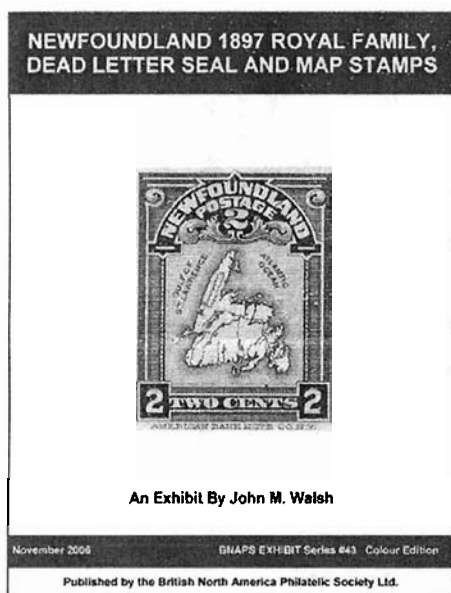 NEWFOUNDLAND 1897 ROYAL FAMILY,
DEAD LETTER SEAL AND MAP STAMPS
NEWFOUNDLAND
POSTAGE
2
GULF OF
ST. LAWRENCE
ATLANTIC
OCEAN
2 TWO CENTS 2
AMERICAN BANK NOTE CO. N.Y.
An Exhibit By John M. Walsh
November 2006 BNAPS EXHIBIT Series #43 Colour Edition
Published by the British North America Philatelic Society Ltd.